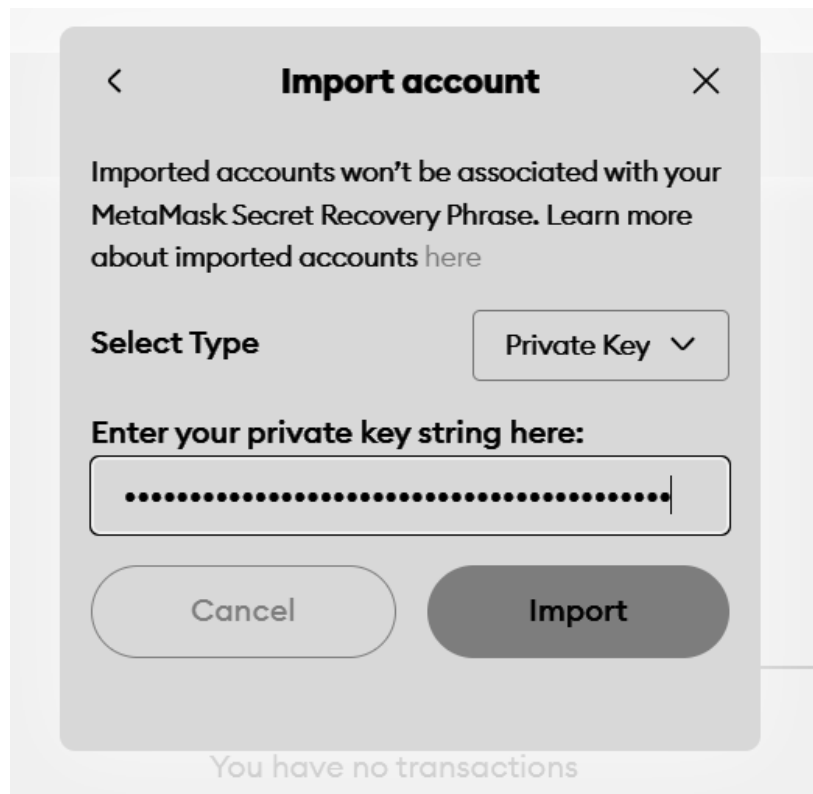 Import account
Imported accounts won't be associated with your
MetaMask Secret Recovery Phrase. Learn more
about imported accounts here
Select Type
Private Key
Enter your private key string here:
••••••••••••••••••••••••••••••••••••••••••
Cancel
Import
You have no transactions